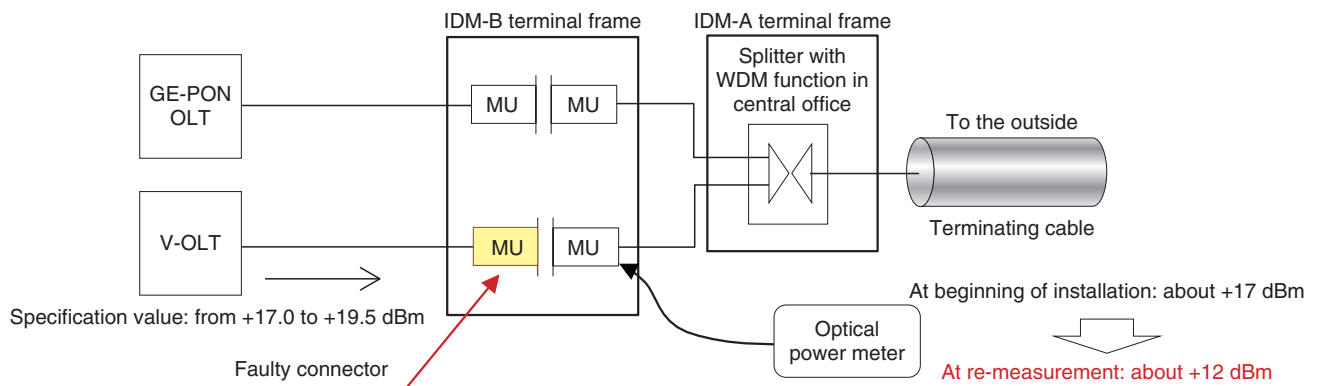 IDM-B terminal frame
IDM-A terminal frame
GE-PON
OLT
MU
MU
Splitter with
WDM function in
central office
To the outside
Terminating cable
V-OLT
MU
MU
Specification value: from +17.0 to +19.5 dBm
Faulty connector
Optical
power meter
At beginning of installation: about +17 dBm
At re-measurement: about +12 dBm